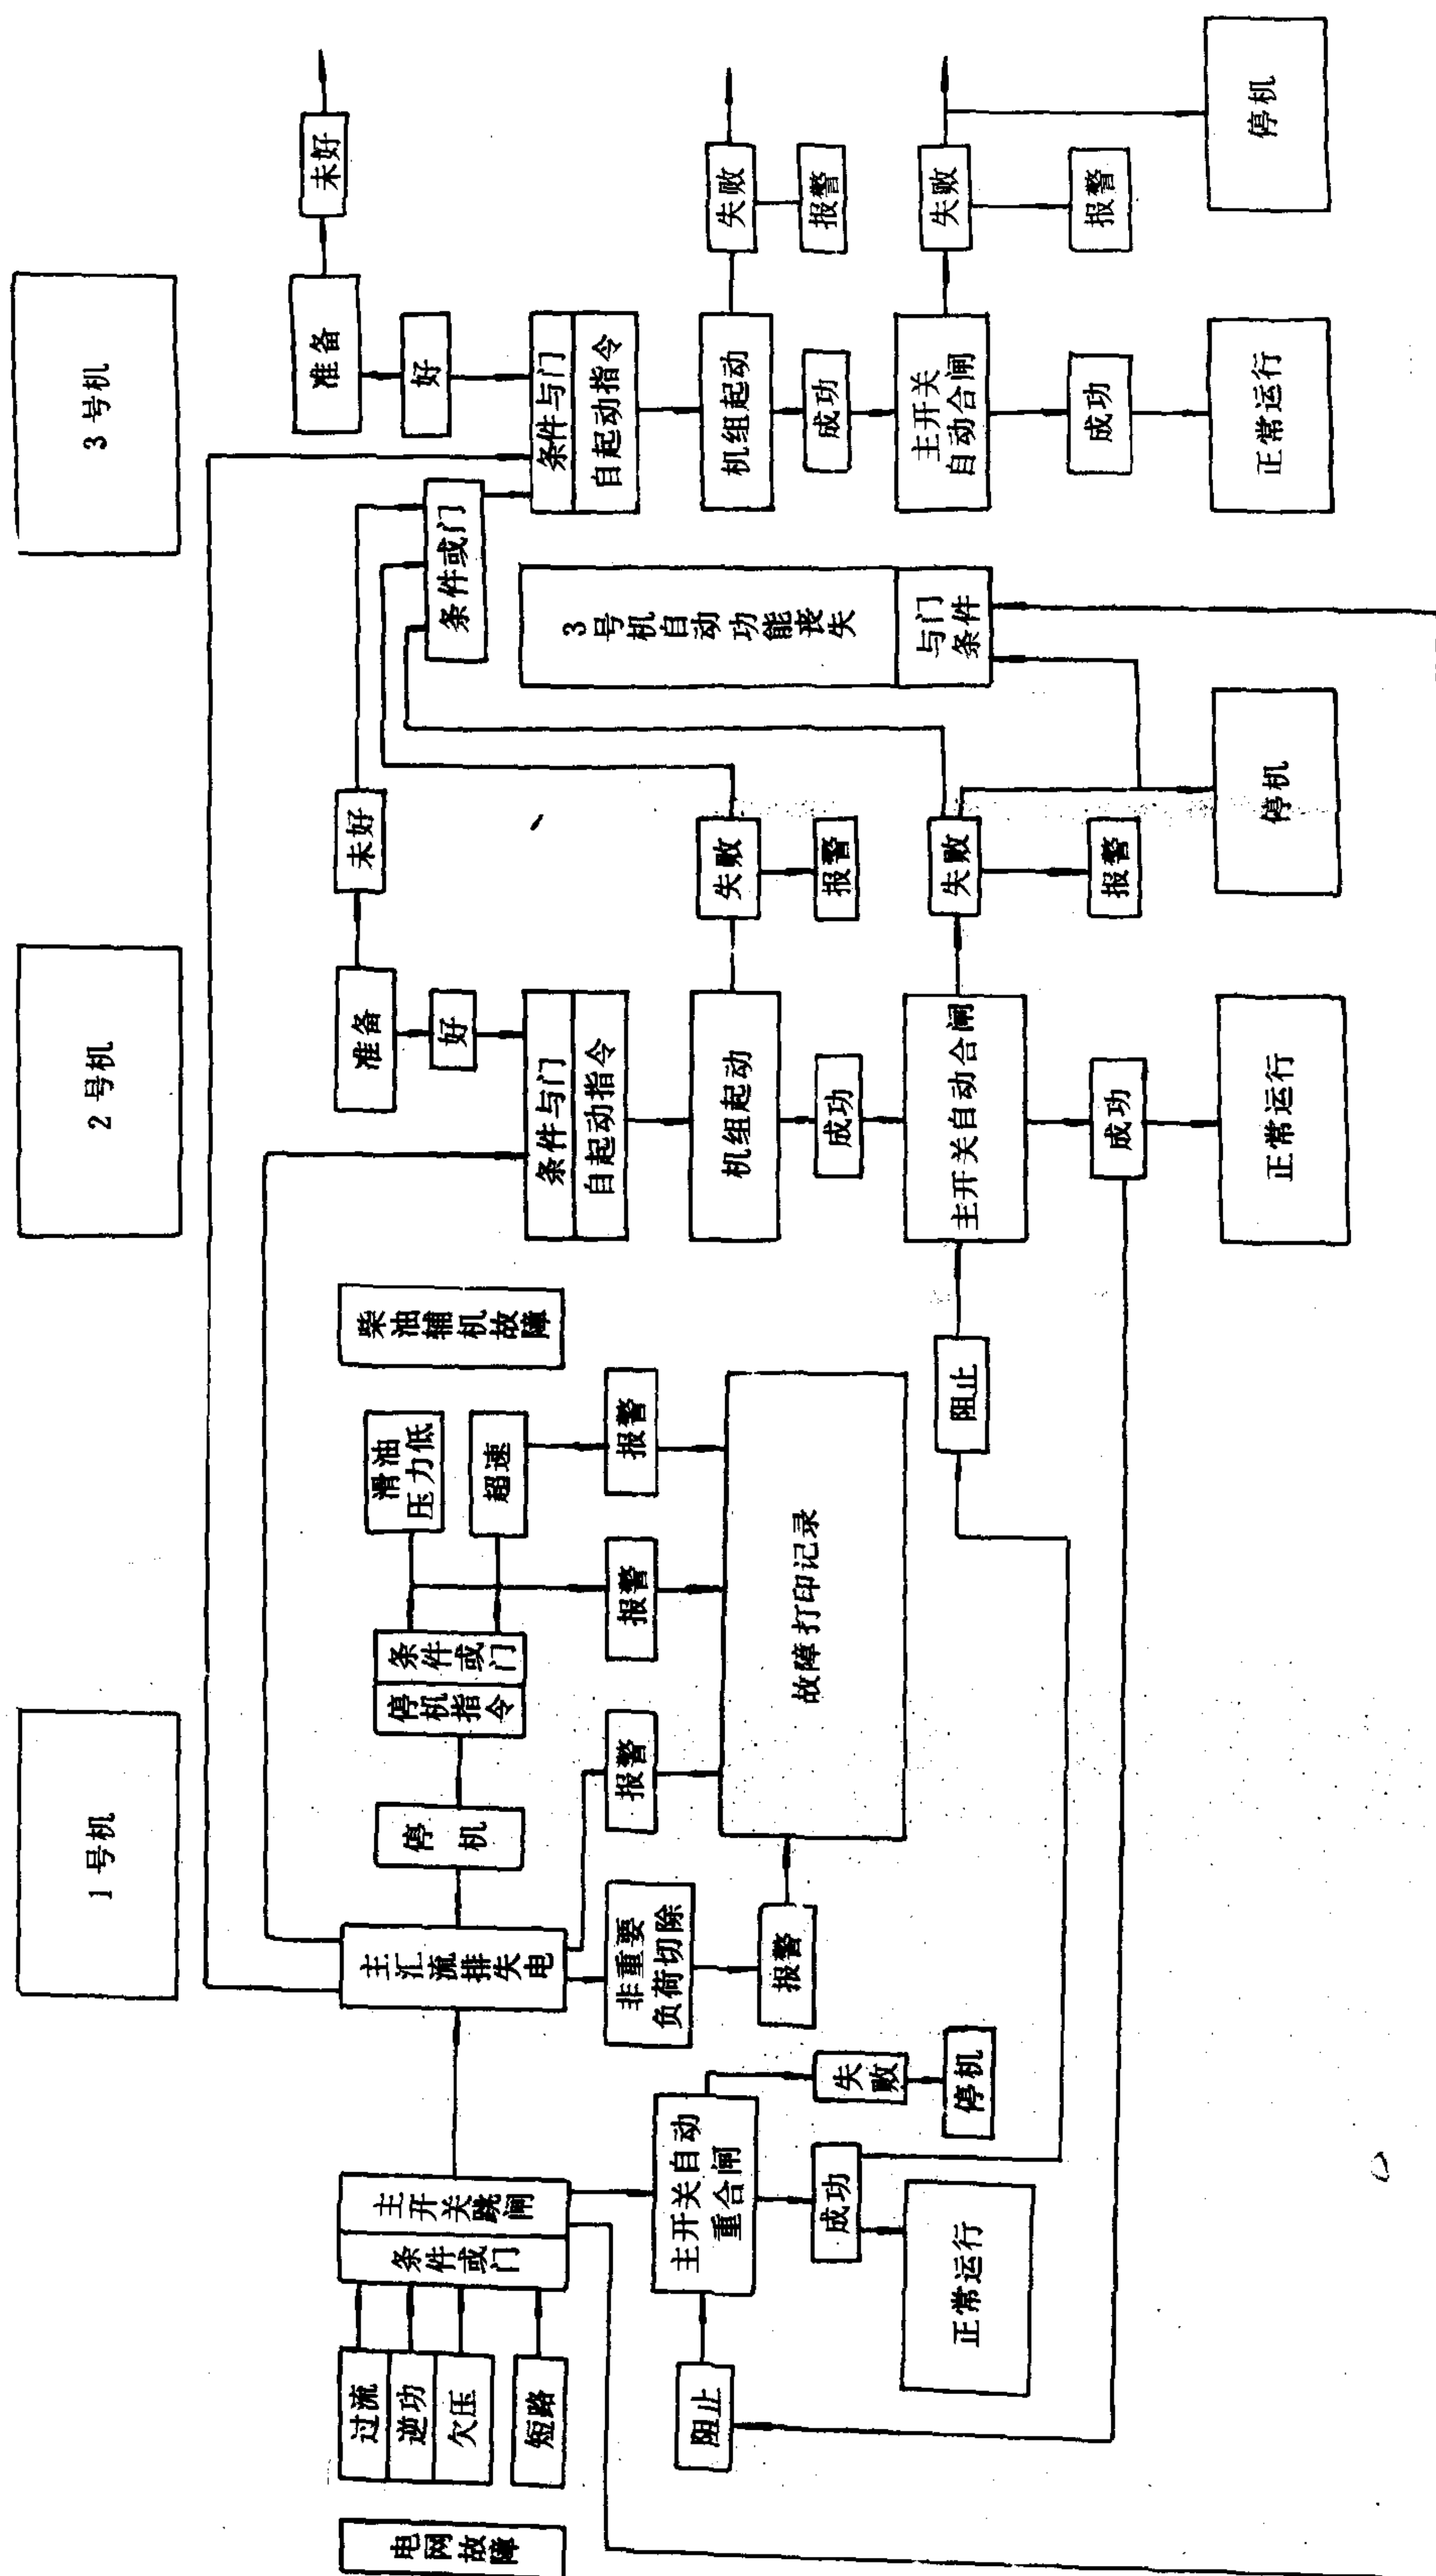 1号机
2号机
3号机
电网故障
过流
逆功
欠压
短路
条件或门
主开关跳闸
主汇流排失电
停机
停机指令
条件或门
滑油
压力低
超速
柴油辅机故障
阻止
主开关自动
重合闸
成功
正常运行
失败
停机
非重要
负荷切除
报警
报警
报警
报警
故障打印记录
阻止
准备
未好
好
条件与门
自起动指令
机组起动
失败
报警
成功
主开关自动合闸
失败
报警
成功
停机
正常运行
条件或门
3号机自动功能丧失
与门
条件
准备
未好
好
条件与门
自起动指令
机组起动
失败
报警
成功
主开关
自动合闸
失败
报警
成功
停机
正常运行